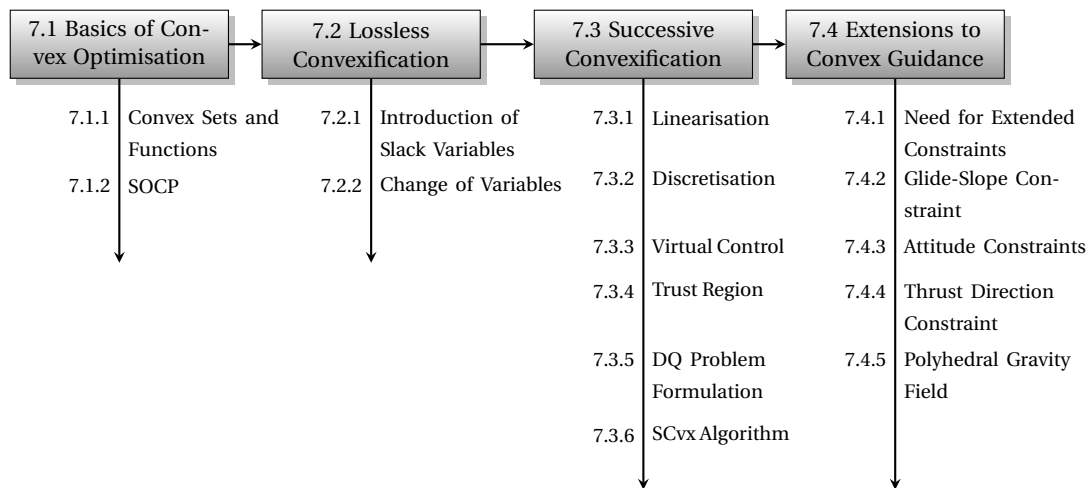 7.1 Basics of Con-
vex Optimisation
7.1.1 Convex Sets and
Functions
7.1.2 SOCP
7.2 Lossless
Convexification
7.2.1 Introduction of
Slack Variables
7.2.2 Change of Variables
7.3 Successive
Convexification
7.3.1 Linearisation
7.3.2 Discretisation
7.3.3 Virtual Control
7.3.4 Trust Region
7.3.5 DQ Problem
Formulation
7.3.6 SCvx Algorithm
7.4 Extensions to
Convex Guidance
7.4.1 Need for Extended
Constraints
7.4.2 Glide-Slope Con-
straint
7.4.3 Attitude Constraints
7.4.4 Thrust Direction
Constraint
7.4.5 Polyhedral Gravity
Field